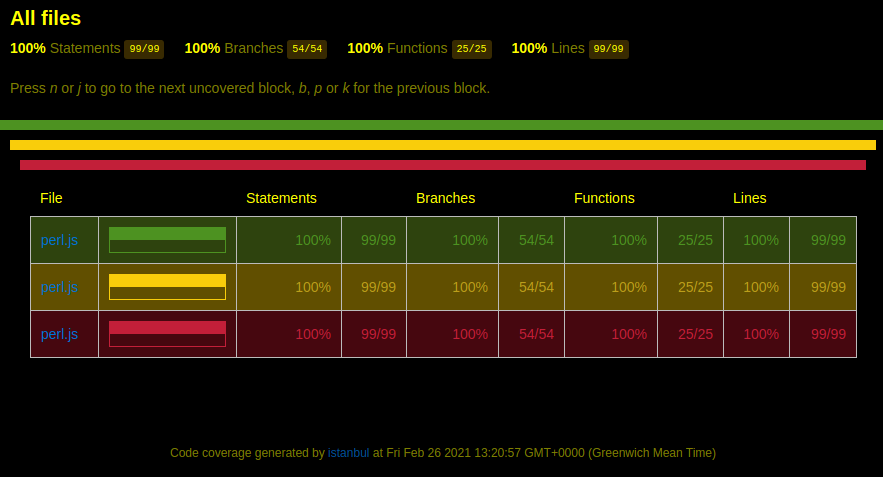 All files
100% Statements 99/99 100% Branches 54/54 100% Functions 25/25 100% Lines 99/99
Press n or j to go to the next uncovered block, b, p or k for the previous block.
File Statements Branches Functions Lines
perl.js 100% 99/99 100% 54/54 100% 25/25 100% 99/99
perl.js 100% 99/99 100% 54/54 100% 25/25 100% 99/99
perl.js 100% 99/99 100% 54/54 100% 25/25 100% 99/99
Code coverage generated by istanbul at Fri Feb 26 2021 13:20:57 GMT+0000 (Greenwich Mean Time)